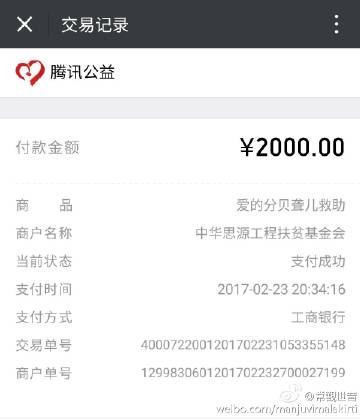 交易记录
腾讯公益
付款金额 ¥2000.00
商品 爱的分贝聋儿救助
商户名称 中华思源工程扶贫基金会
当前状态 支付成功
支付时间 2017-02-23 20:34:16
支付方式 工商银行
交易单号 4000722001201702231053355148
商户单号 1299830601201702232700027199
@常观世音
weibo.com/manjuvimalakirti